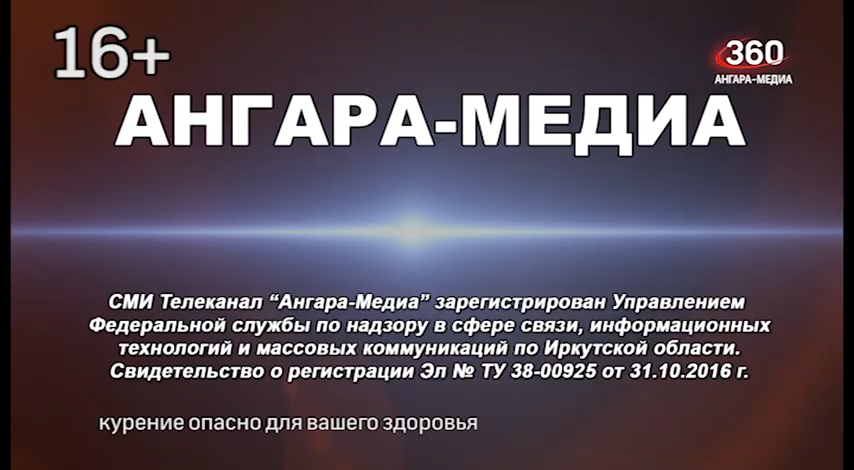 16+
360
АНГАРА-МЕДИА
АНГАРА-МЕДИА
СМИ Телеканал “Ангара-Медиа” зарегистрирован Управлением
Федеральной службы по надзору в сфере связи, информационных
технологий и массовых коммуникаций по Иркутской области.
Свидетельство о регистрации Эл № ТУ 38-00925 от 31.10.2016 г.
курение опасно для вашего здоровья